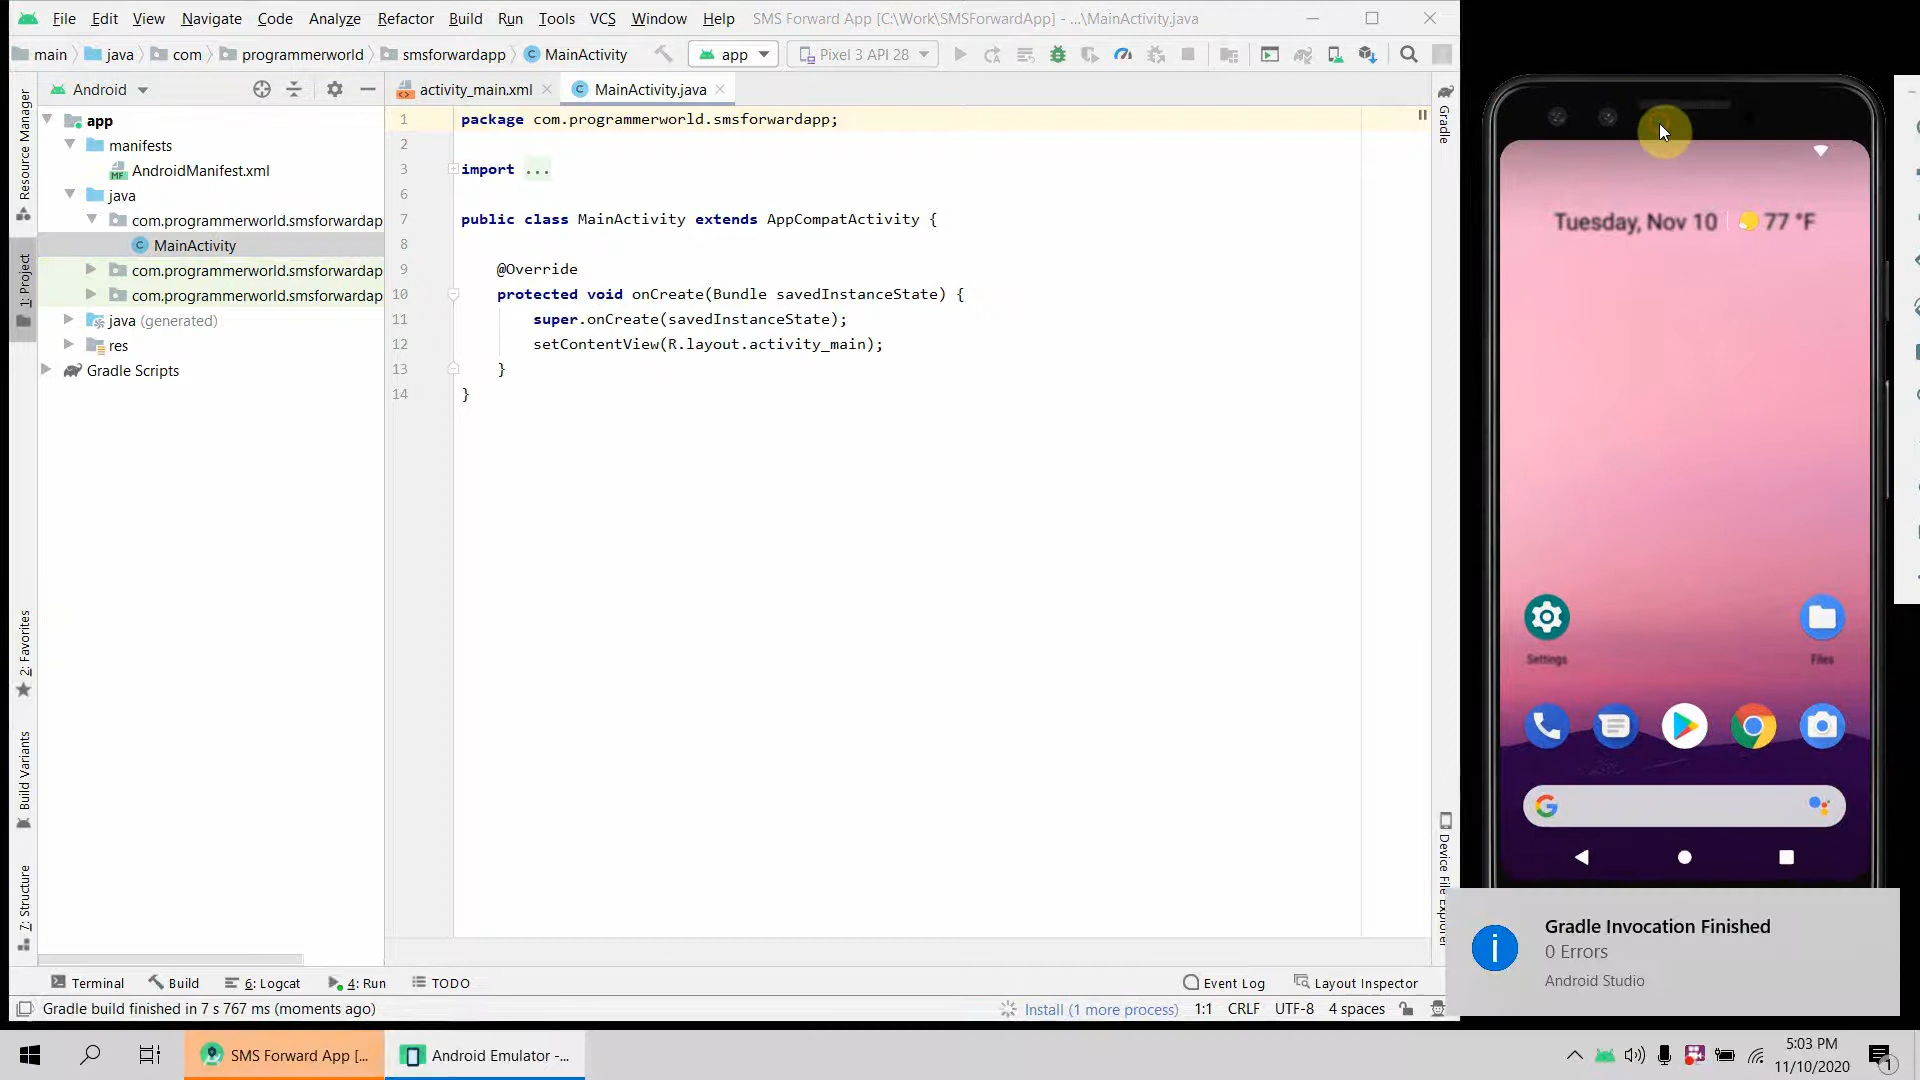 File Edit View Navigate Code Analyze Refactor Build Run Tools VCS Window Help SMS Forward App [C:\Work\SMSForwardApp] - ...\MainActivity.java
main java com programmerworld smsforwardapp MainActivity app Pixel 3 API 28
Android
activity_main.xml MainActivity.java
Resource Manager
1: Project
2: Favorites
Build Variants
7: Structure
app
manifests
AndroidManifest.xml
java
com.programmerworld.smsforwardap
MainActivity
com.programmerworld.smsforwardap
com.programmerworld.smsforwardap
java (generated)
res
Gradle Scripts
1 package com.programmerworld.smsforwardapp;
2
3 import ...
6
7 public class MainActivity extends AppCompatActivity {
8
9 @Override
10 protected void onCreate(Bundle savedInstanceState) {
11 super.onCreate(savedInstanceState);
12 setContentView(R.layout.activity_main);
13 }
14 }
Gradle
Device File Explorer
Tuesday, Nov 10 77 °F
Settings
Files
Gradle Invocation Finished
0 Errors
Android Studio
Terminal Build 6: Logcat 4: Run TODO Event Log Layout Inspector
Gradle build finished in 7 s 767 ms (moments ago) Install (1 more process) 1:1 CRLF UTF-8 4 spaces
SMS Forward App [... Android Emulator -...
5:03 PM
11/10/2020
1